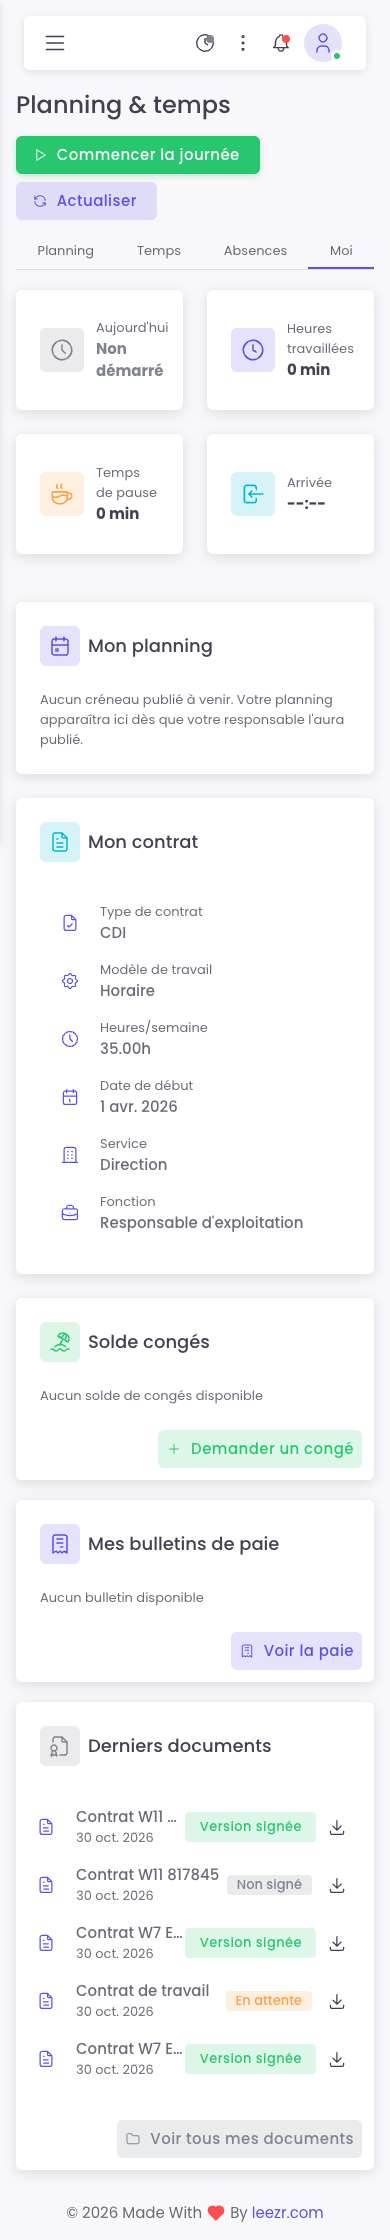 Planning & temps
Commencer la journée
Actualiser
Planning Temps Absences Moi
Aujourd'hui
Non
démarré
Heures
travaillées
0 min
Temps
de pause
0 min
Arrivée
--:--
Mon planning
Aucun créneau publié à venir. Votre planning
apparaîtra ici dès que votre responsable l'aura
publié.
Mon contrat
Type de contrat
CDI
Modèle de travail
Horaire
Heures/semaine
35.00h
Date de début
1 avr. 2026
Service
Direction
Fonction
Responsable d'exploitation
Solde congés
Aucun solde de congés disponible
Demander un congé
Mes bulletins de paie
Aucun bulletin disponible
Voir la paie
Derniers documents
Contrat W11 ... Version signée
30 oct. 2026
Contrat W11 817845 Non signé
30 oct. 2026
Contrat W7 E... Version signée
30 oct. 2026
Contrat de travail En attente
30 oct. 2026
Contrat W7 E... Version signée
30 oct. 2026
Voir tous mes documents
© 2026 Made With By leezr.com